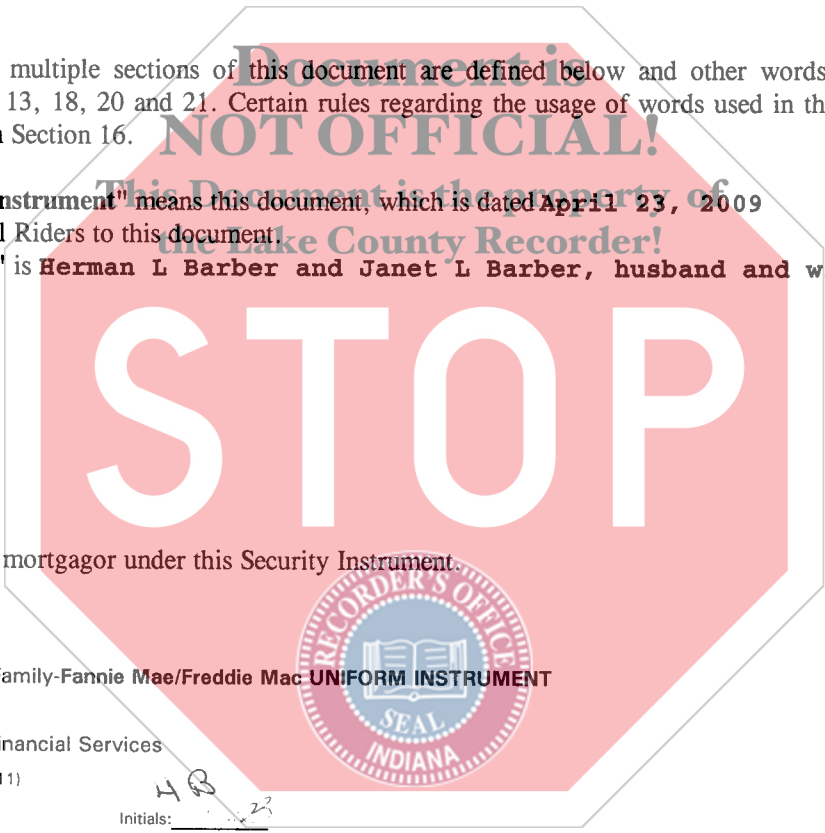 Document is
multiple sections of this document are defined below and other words
13, 18, 20 and 21. Certain rules regarding the usage of words used in th
NOT OFFICIAL!
Section 16.
This Document is the property of
nstrument" means this document, which is dated April 23, 2009
l Riders to this document.
the Lake County Recorder!
" is Herman L Barber and Janet L Barber, husband and w
STOP
mortgagor under this Security Instrument.
RECORDER'S OFFICE
amily-Fannie Mae/Freddie Mac UNIFORM INSTRUMENT
SEAL
INDIANA
inancial Services
11)
HB
Initials: